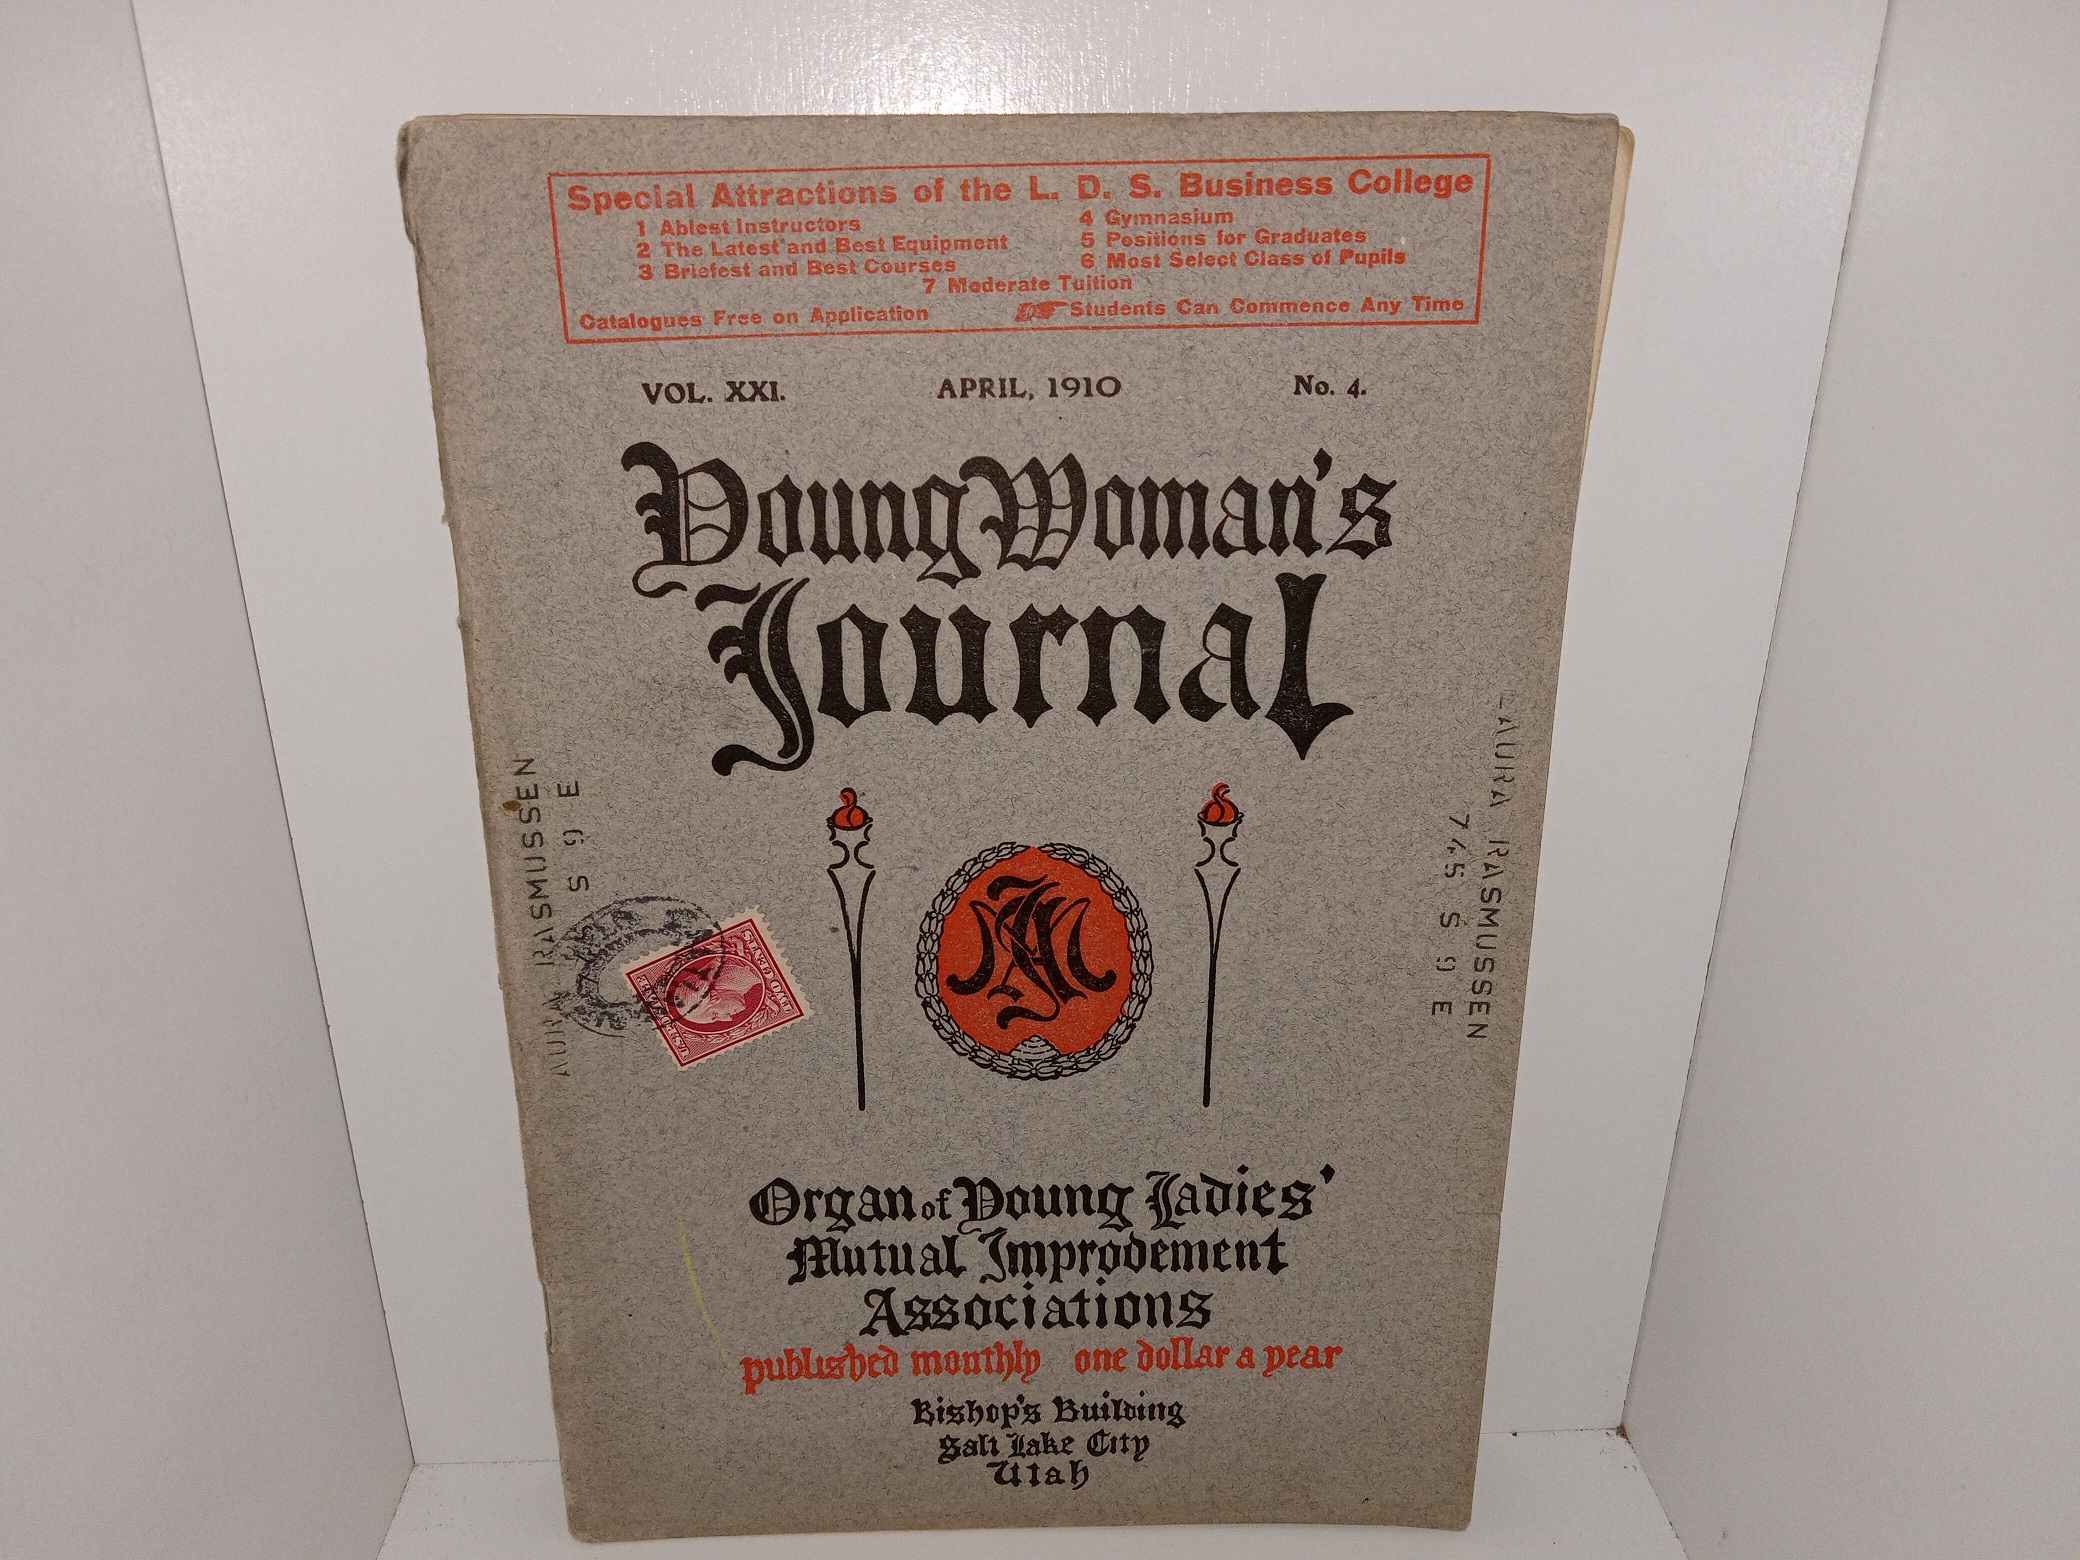 Special Attractions of the L. D. S. Business College
1 Ablest Instructors
2 The Latest and Best Equipment
3 Briefest and Best Courses
4 Gymnasium
5 Positions for Graduates
6 Most Select Class of Pupils
7 Moderate Tuition
Catalogues Free on Application
Students Can Commence Any Time
VOL. XXI.
APRIL, 1910
No. 4.
Young Woman's
Journal
AURA RASMUSSEN
S 9 E
AURA RASMUSSEN
745 S 9 E
Organ of Young Ladies'
Mutual Improvement
Associations
published monthly one dollar a year
Bishop's Building
Salt Lake City
Utah